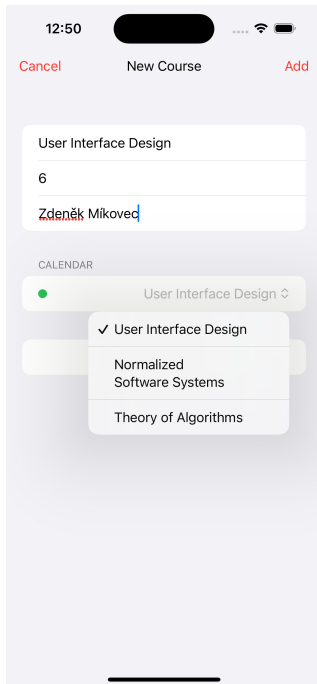 12:50
Cancel New Course Add
User Interface Design
6
Zdeněk Míkovec
CALENDAR
User Interface Design
User Interface Design
Normalized
Software Systems
Theory of Algorithms